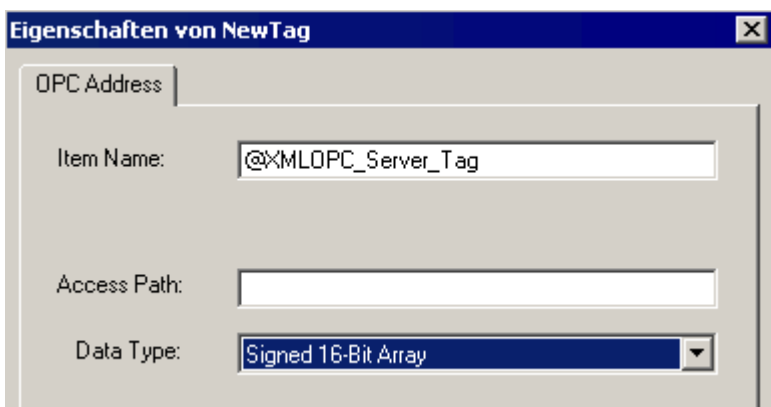 Eigenschaften von NewTag
OPC Address
Item Name: @XMLOPC_Server_Tag
Access Path:
Data Type: Signed 16-Bit Array